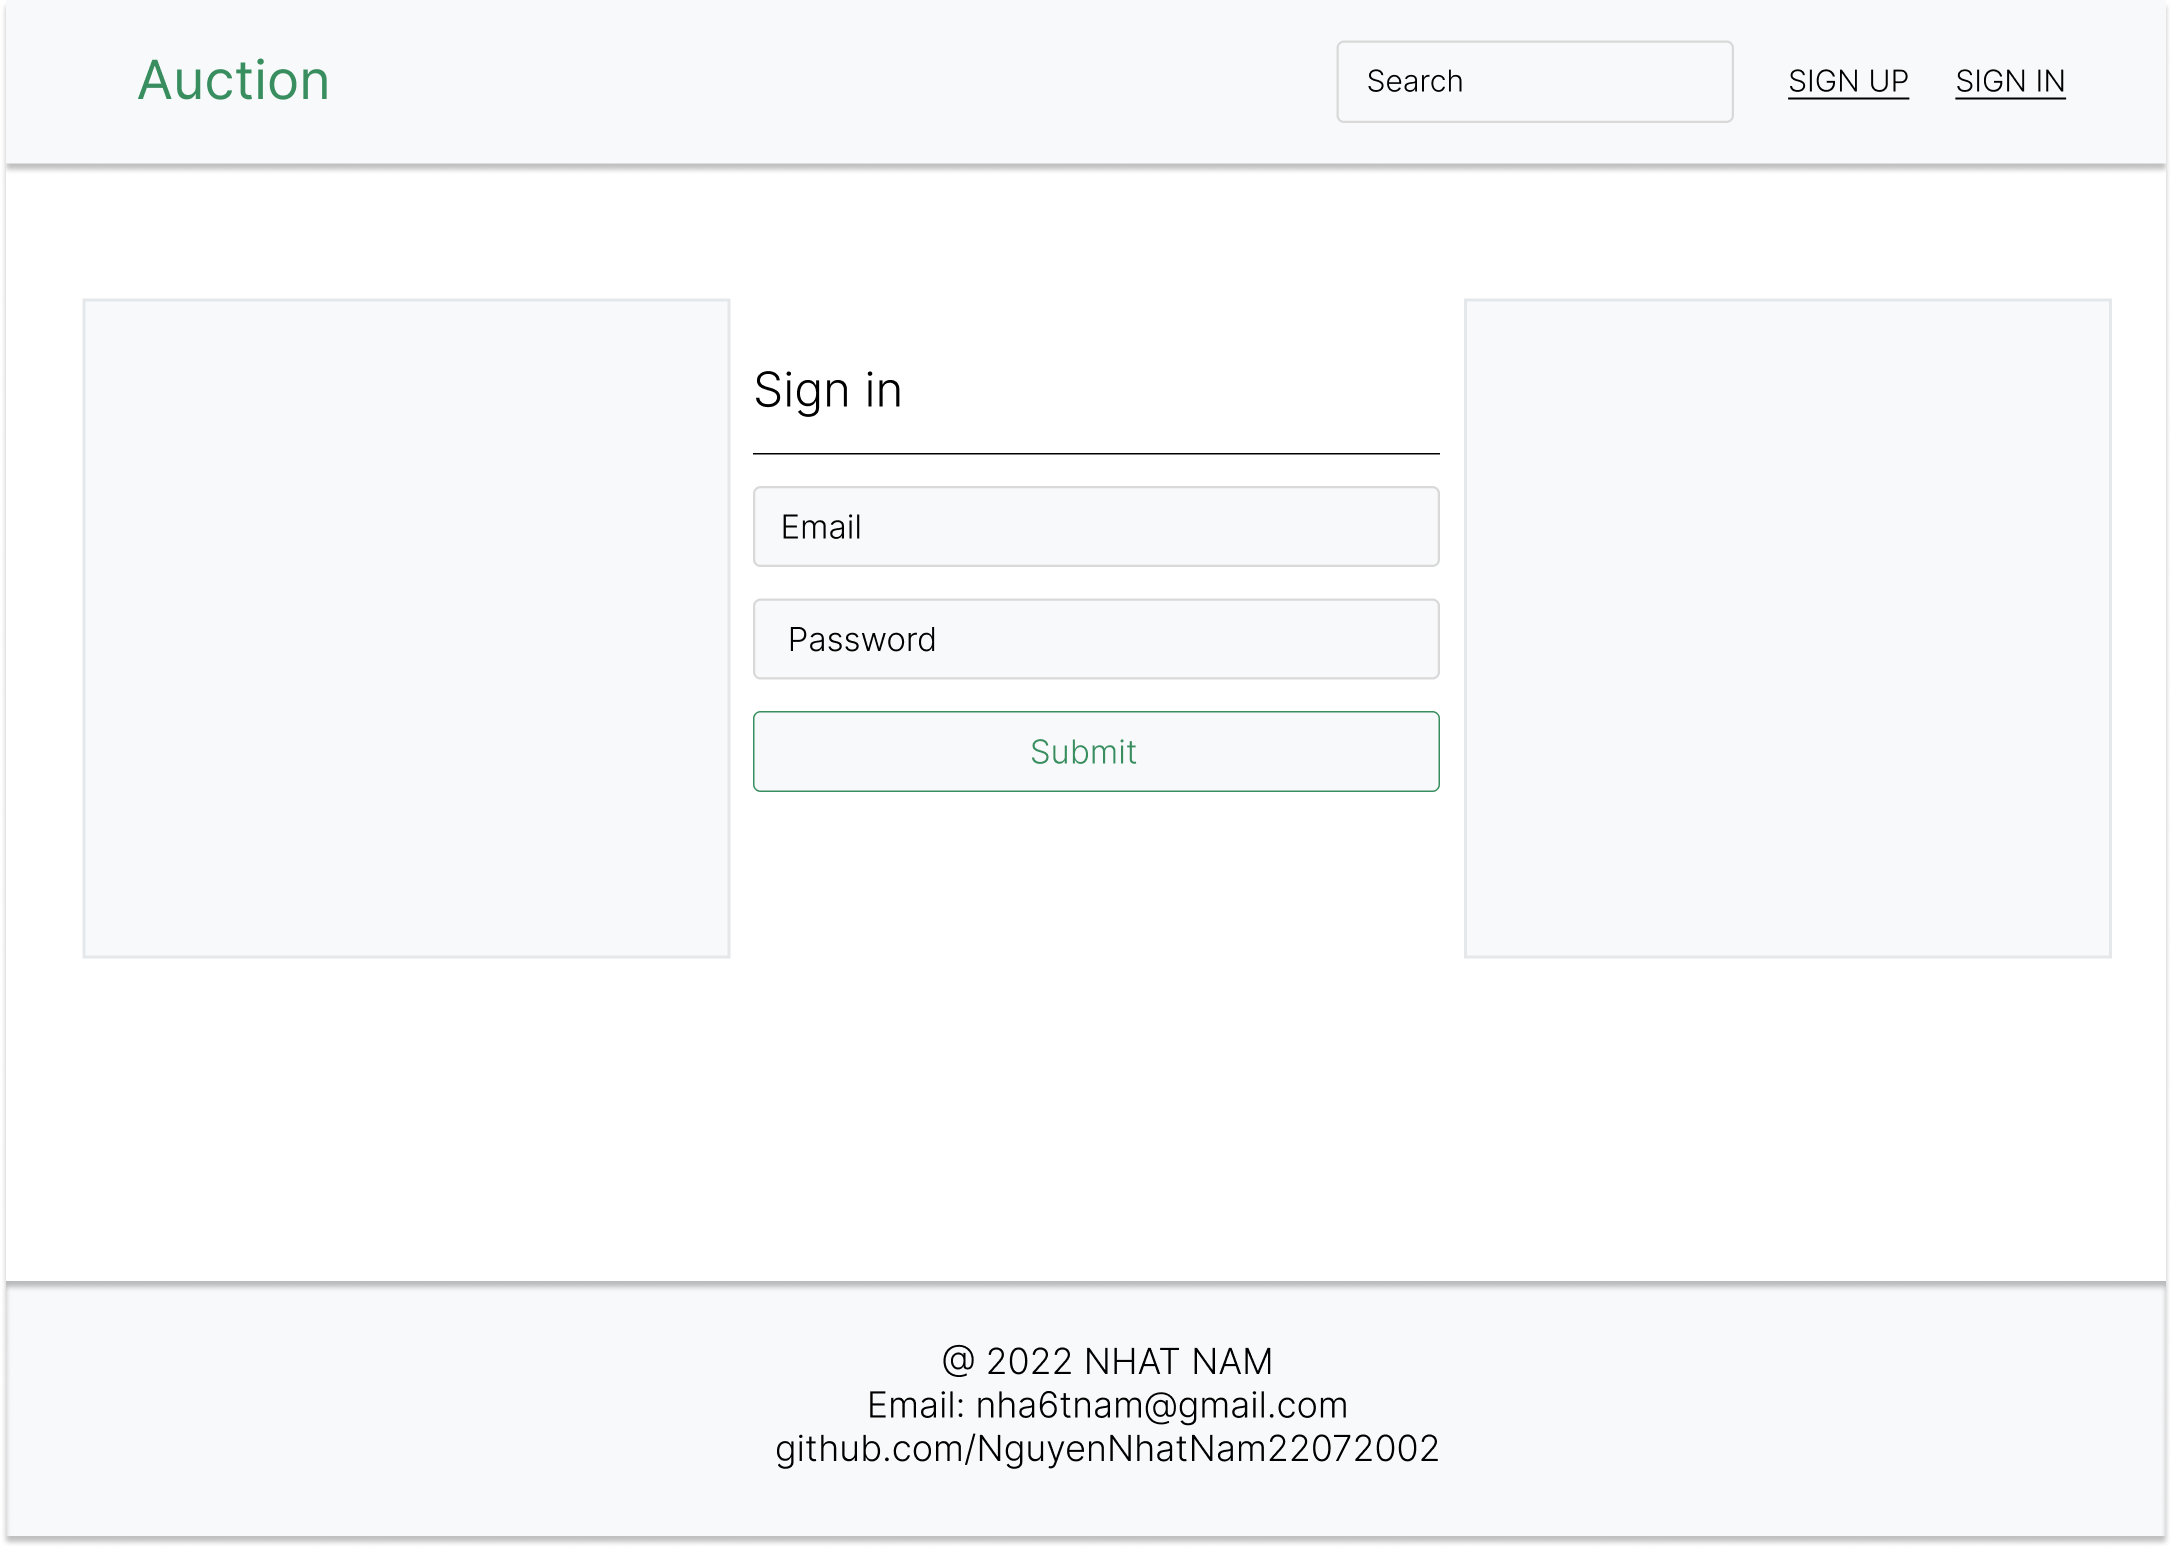 Auction
Search
SIGN UP
SIGN IN
Sign in
Email
Password
Submit
@ 2022 NHAT NAM
Email: nha6tnam@gmail.com
github.com/NguyenNhatNam22072002